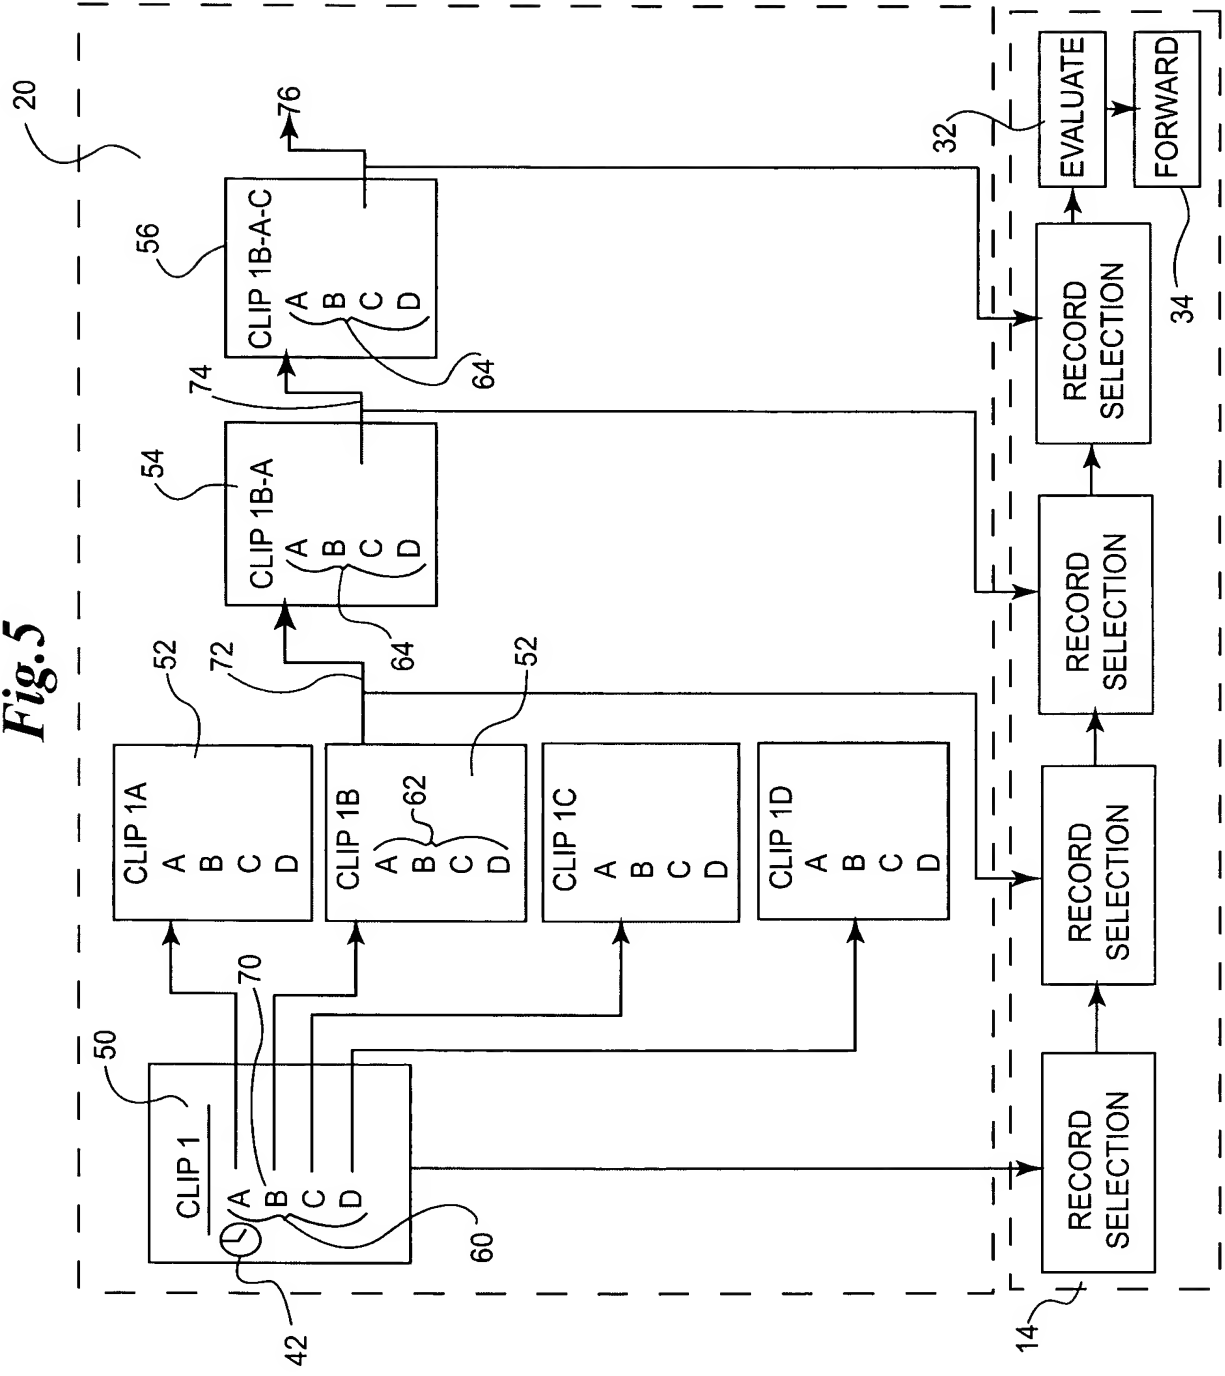 Fig.5
20
CLIP 1
A
B
C
D
42
50
60
70
CLIP 1A
A
B
C
D
52
CLIP 1B
A
B
C
D
62
52
CLIP 1C
A
B
C
D
CLIP 1D
A
B
C
D
72
CLIP 1B-A
A
B
C
D
54
64
74
CLIP 1B-A-C
A
B
C
D
56
64
76
14
RECORD
SELECTION
RECORD
SELECTION
RECORD
SELECTION
RECORD
SELECTION
EVALUATE
32
FORWARD
34